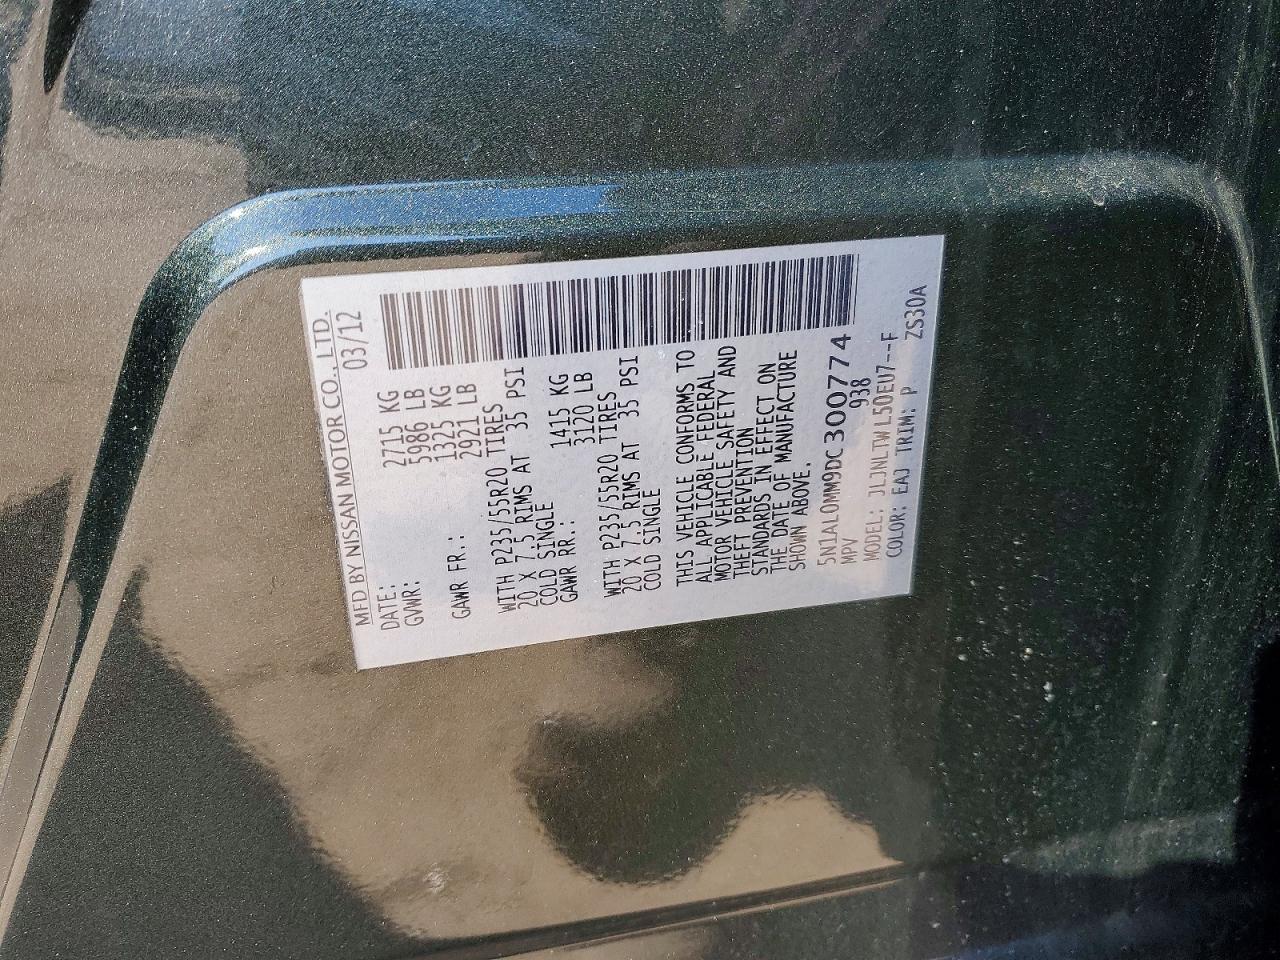 MFD BY NISSAN MOTOR CO., LTD.
DATE: 03/12
GVWR: 2715 KG
5986 LB
GAWR FR.: 1325 KG
2921 LB
WITH P235/55R20 TIRES
20 X 7.5 RIMS AT 35 PSI
COLD SINGLE
GAWR RR.: 1415 KG
3120 LB
WITH P235/55R20 TIRES
20 X 7.5 RIMS AT 35 PSI
COLD SINGLE
THIS VEHICLE CONFORMS TO
ALL APPLICABLE FEDERAL
MOTOR VEHICLE SAFETY AND
THEFT PREVENTION
STANDARDS IN EFFECT ON
THE DATE OF MANUFACTURE
SHOWN ABOVE.
5N1AL0MM9DC300774
MPV 938
MODEL: JLJNLTW L50EU7--F
COLOR: EAJ TRIM: P ZS30A